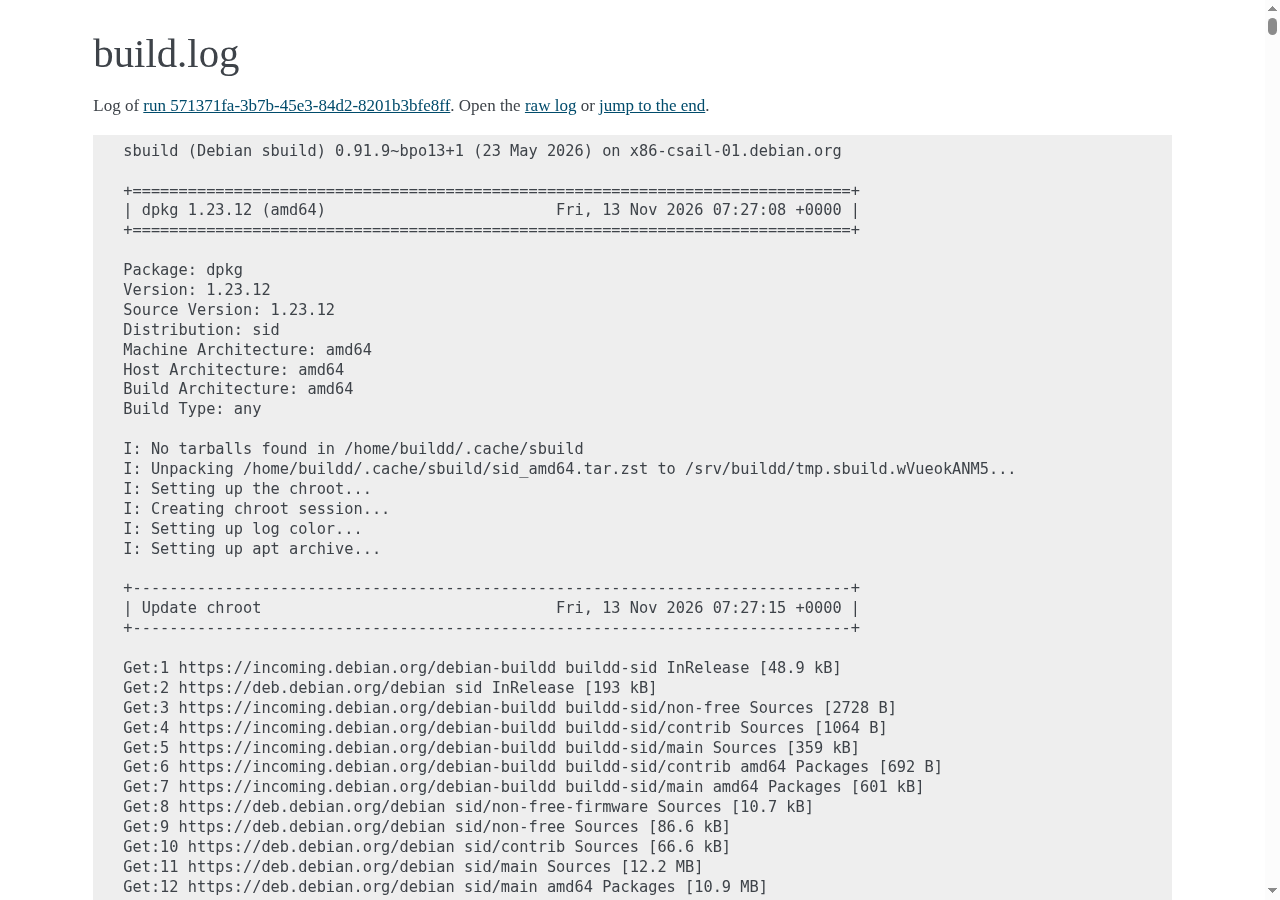 build.log
Log of run 571371fa-3b7b-45e3-84d2-8201b3bfe8ff. Open the raw log or jump to the end.
sbuild (Debian sbuild) 0.91.9~bpo13+1 (23 May 2026) on x86-csail-01.debian.org
+==============================================================================+
| dpkg 1.23.12 (amd64)                         Fri, 13 Nov 2026 07:27:08 +0000 |
+==============================================================================+
Package: dpkg
Version: 1.23.12
Source Version: 1.23.12
Distribution: sid
Machine Architecture: amd64
Host Architecture: amd64
Build Architecture: amd64
Build Type: any
I: No tarballs found in /home/buildd/.cache/sbuild
I: Unpacking /home/buildd/.cache/sbuild/sid_amd64.tar.zst to /srv/buildd/tmp.sbuild.wVueokANM5...
I: Setting up the chroot...
I: Creating chroot session...
I: Setting up log color...
I: Setting up apt archive...
+------------------------------------------------------------------------------+
| Update chroot                                Fri, 13 Nov 2026 07:27:15 +0000 |
+------------------------------------------------------------------------------+
Get:1 https://incoming.debian.org/debian-buildd buildd-sid InRelease [48.9 kB]
Get:2 https://deb.debian.org/debian sid InRelease [193 kB]
Get:3 https://incoming.debian.org/debian-buildd buildd-sid/non-free Sources [2728 B]
Get:4 https://incoming.debian.org/debian-buildd buildd-sid/contrib Sources [1064 B]
Get:5 https://incoming.debian.org/debian-buildd buildd-sid/main Sources [359 kB]
Get:6 https://incoming.debian.org/debian-buildd buildd-sid/contrib amd64 Packages [692 B]
Get:7 https://incoming.debian.org/debian-buildd buildd-sid/main amd64 Packages [601 kB]
Get:8 https://deb.debian.org/debian sid/non-free-firmware Sources [10.7 kB]
Get:9 https://deb.debian.org/debian sid/non-free Sources [86.6 kB]
Get:10 https://deb.debian.org/debian sid/contrib Sources [66.6 kB]
Get:11 https://deb.debian.org/debian sid/main Sources [12.2 MB]
Get:12 https://deb.debian.org/debian sid/main amd64 Packages [10.9 MB]